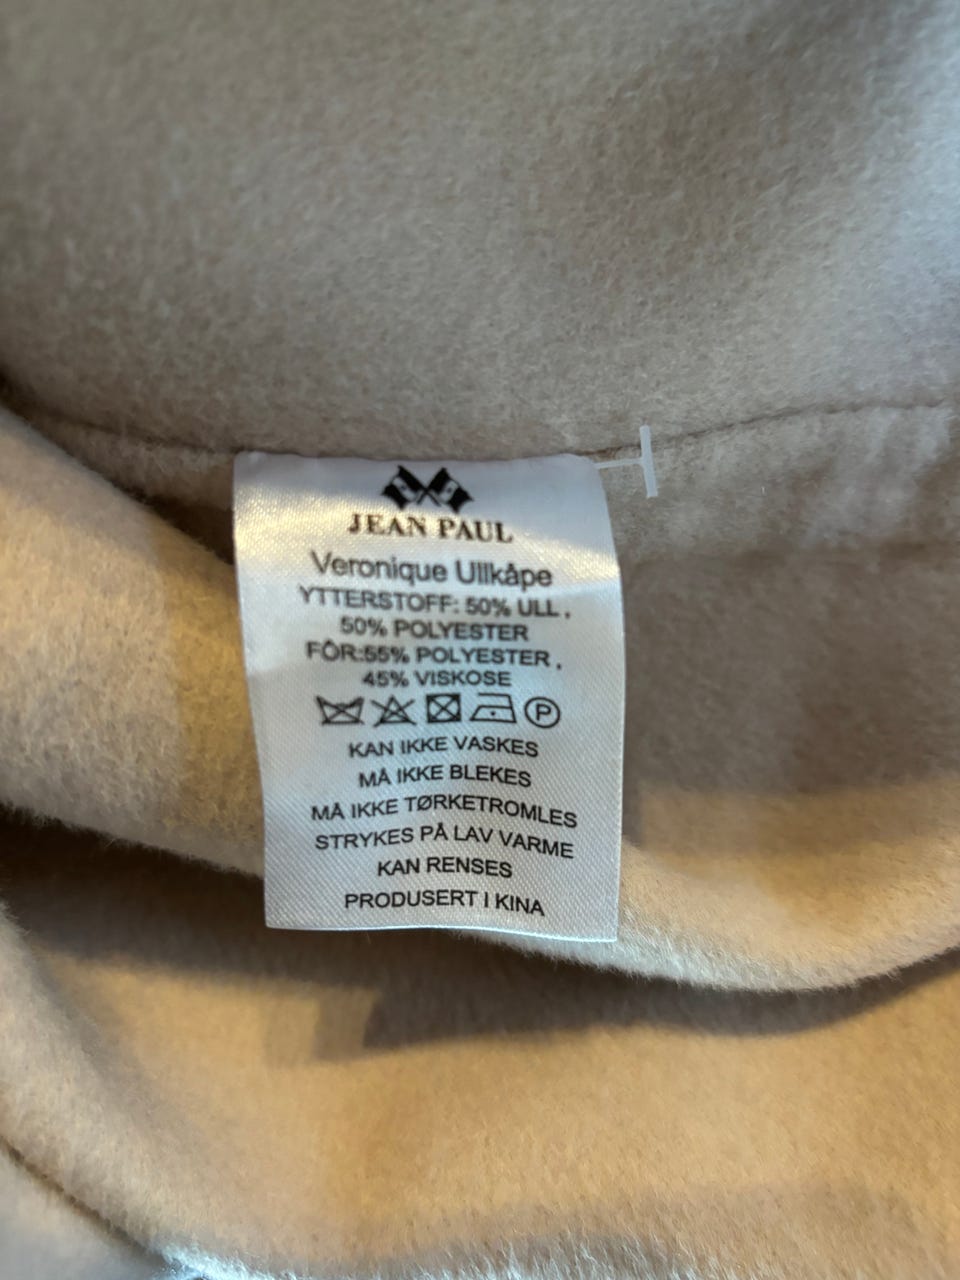 JEAN PAUL
Veronique Ullkåpe
YTTERSTOFF: 50% ULL ,
50% POLYESTER
FÔR:55% POLYESTER ,
45% VISKOSE
P
KAN IKKE VASKES
MÅ IKKE BLEKES
MÅ IKKE TØRKETROMLES
STRYKES PÅ LAV VARME
KAN RENSES
PRODUSERT I KINA